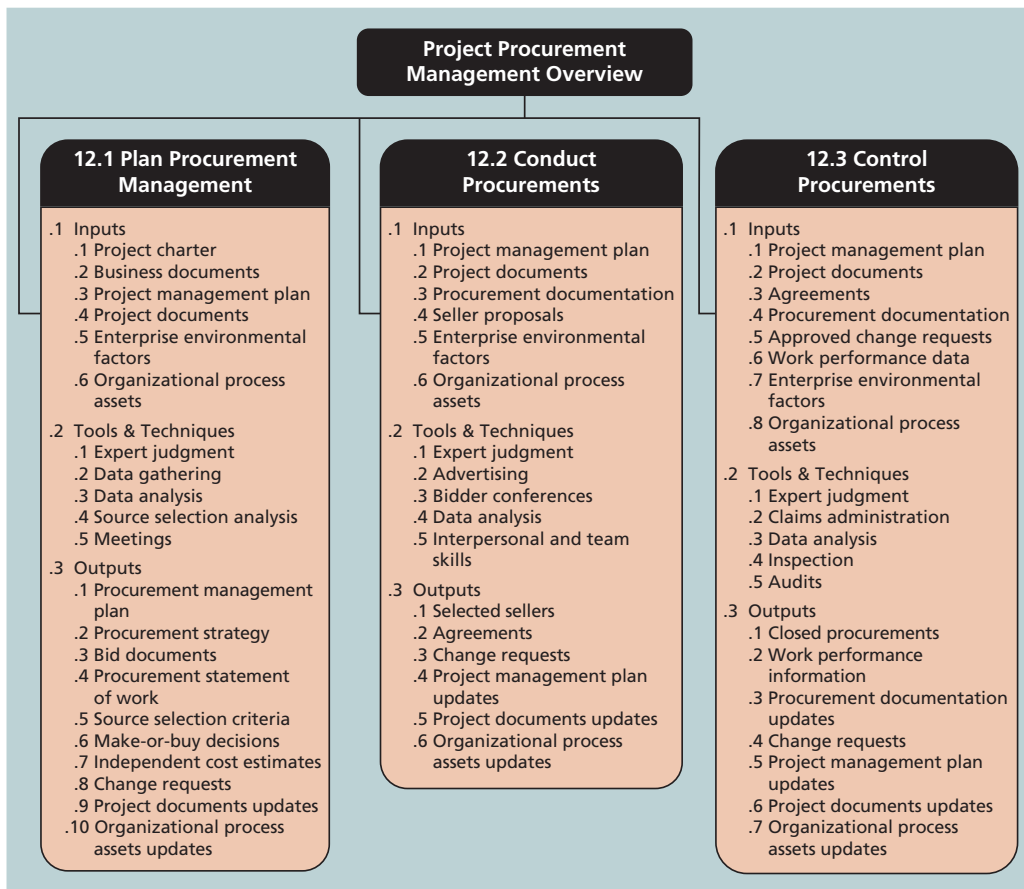 Project Procurement
Management Overview
12.1 Plan Procurement
Management
.1 Inputs
.1 Project charter
.2 Business documents
.3 Project management plan
.4 Project documents
.5 Enterprise environmental
factors
.6 Organizational process
assets
.2 Tools & Techniques
.1 Expert judgment
.2 Data gathering
.3 Data analysis
.4 Source selection analysis
.5 Meetings
.3 Outputs
.1 Procurement management
plan
.2 Procurement strategy
.3 Bid documents
.4 Procurement statement
of work
.5 Source selection criteria
.6 Make-or-buy decisions
.7 Independent cost estimates
.8 Change requests
.9 Project documents updates
.10 Organizational process
assets updates
12.2 Conduct
Procurements
.1 Inputs
.1 Project management plan
.2 Project documents
.3 Procurement documentation
.4 Seller proposals
.5 Enterprise environmental
factors
.6 Organizational process
assets
.2 Tools & Techniques
.1 Expert judgment
.2 Advertising
.3 Bidder conferences
.4 Data analysis
.5 Interpersonal and team
skills
.3 Outputs
.1 Selected sellers
.2 Agreements
.3 Change requests
.4 Project management plan
updates
.5 Project documents updates
.6 Organizational process
assets updates
12.3 Control
Procurements
.1 Inputs
.1 Project management plan
.2 Project documents
.3 Agreements
.4 Procurement documentation
.5 Approved change requests
.6 Work performance data
.7 Enterprise environmental
factors
.8 Organizational process
assets
.2 Tools & Techniques
.1 Expert judgment
.2 Claims administration
.3 Data analysis
.4 Inspection
.5 Audits
.3 Outputs
.1 Closed procurements
.2 Work performance
information
.3 Procurement documentation
updates
.4 Change requests
.5 Project management plan
updates
.6 Project documents updates
.7 Organizational process
assets updates